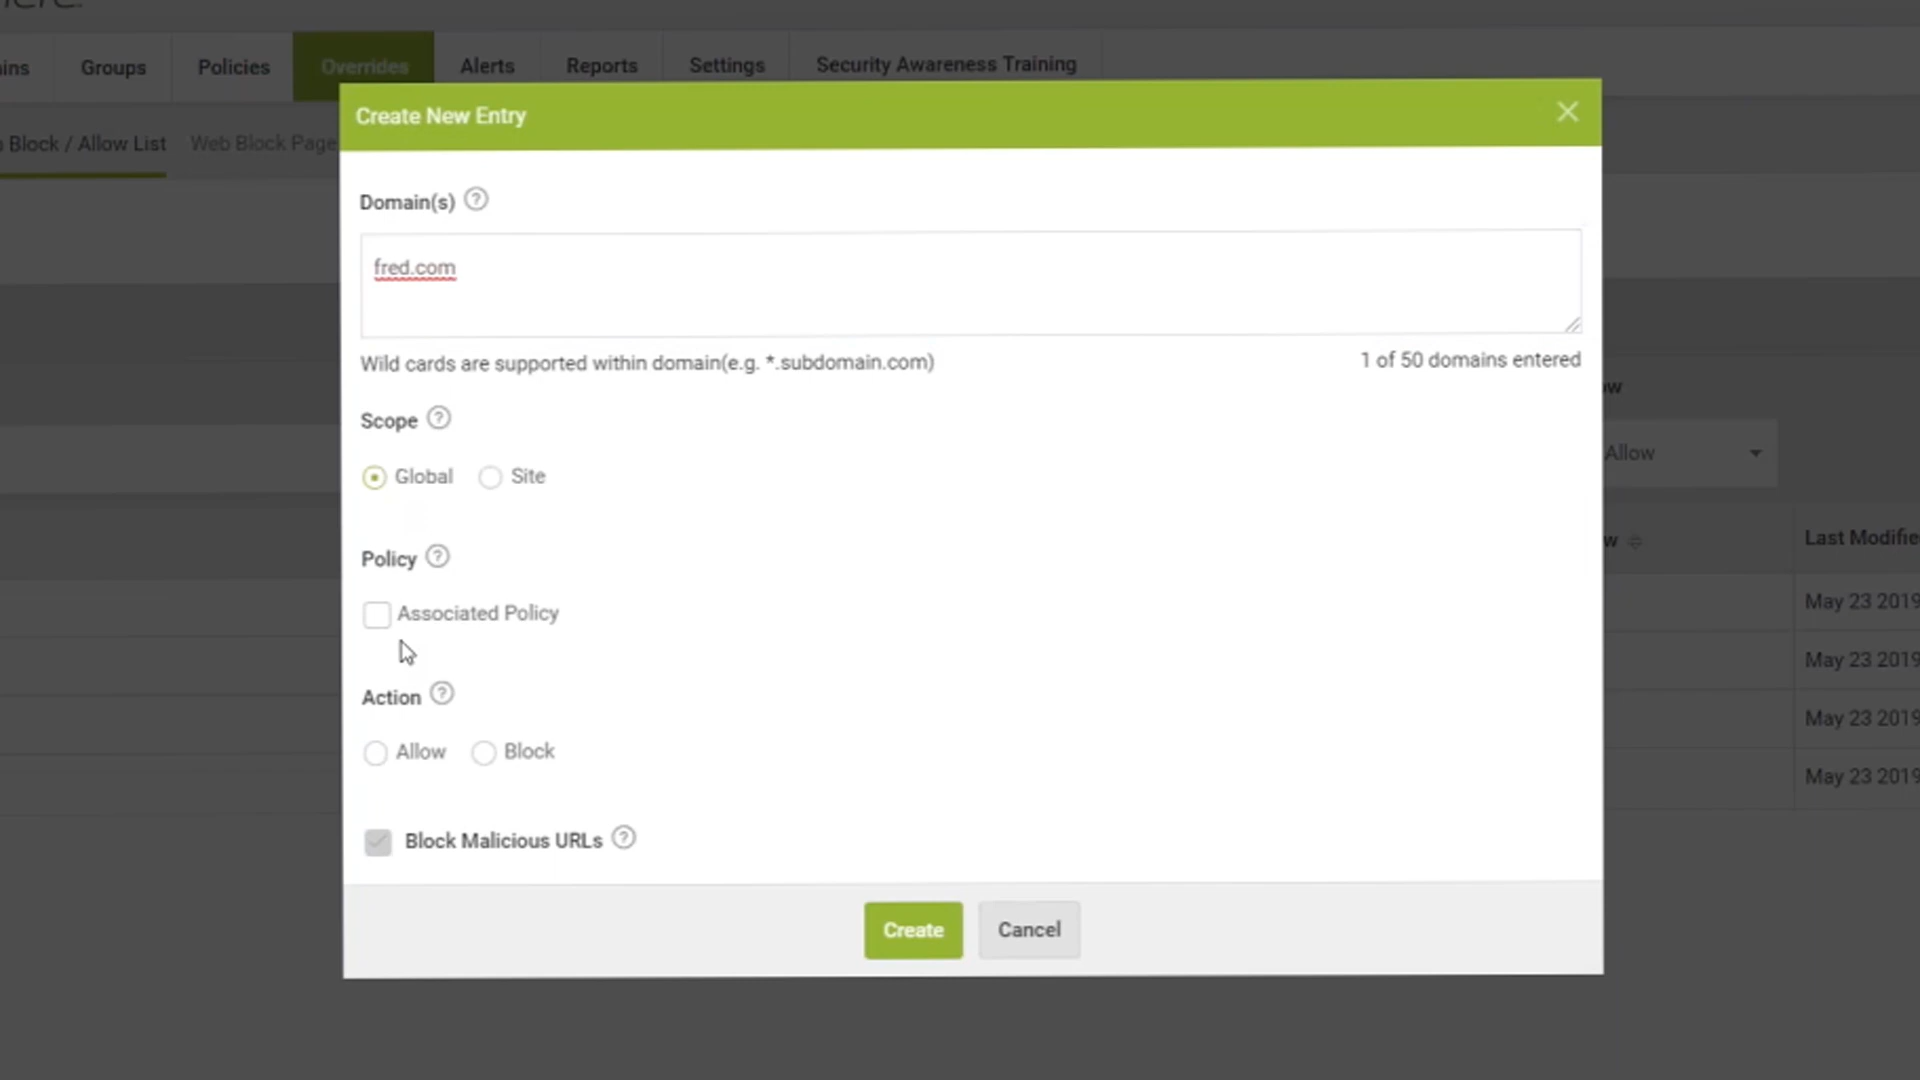 Groups Policies Overrides Alerts Reports Settings Security Awareness Training
Block / Allow List Web Block Page
Create New Entry
Domain(s)
fred.com
Wild cards are supported within domain(e.g. *.subdomain.com) 1 of 50 domains entered
Scope
Global Site
Allow
Policy
Last Modifie
Associated Policy
May 23 2019
May 23 2019
Action
May 23 2019
Allow Block
May 23 2019
Block Malicious URLs
Create Cancel